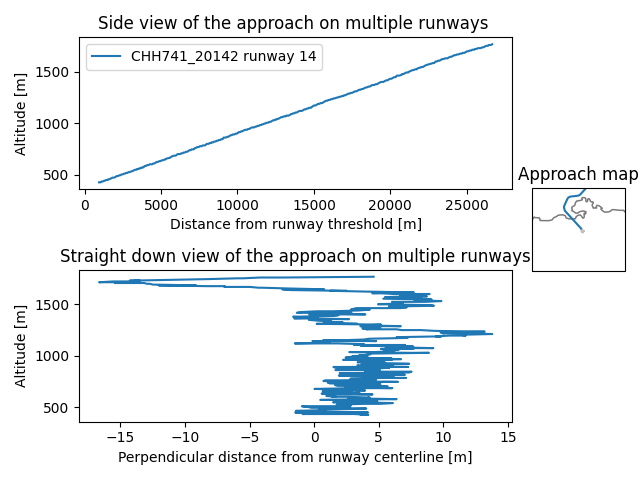 Side view of the approach on multiple runways
CHH741_20142 runway 14
Altitude [m]
1500
1000
500
0
5000
10000
15000
20000
25000
Distance from runway threshold [m]
Approach map
Straight down view of the approach on multiple runways
Altitude [m]
1500
1000
500
−15
−10
−5
0
5
10
15
Perpendicular distance from runway centerline [m]